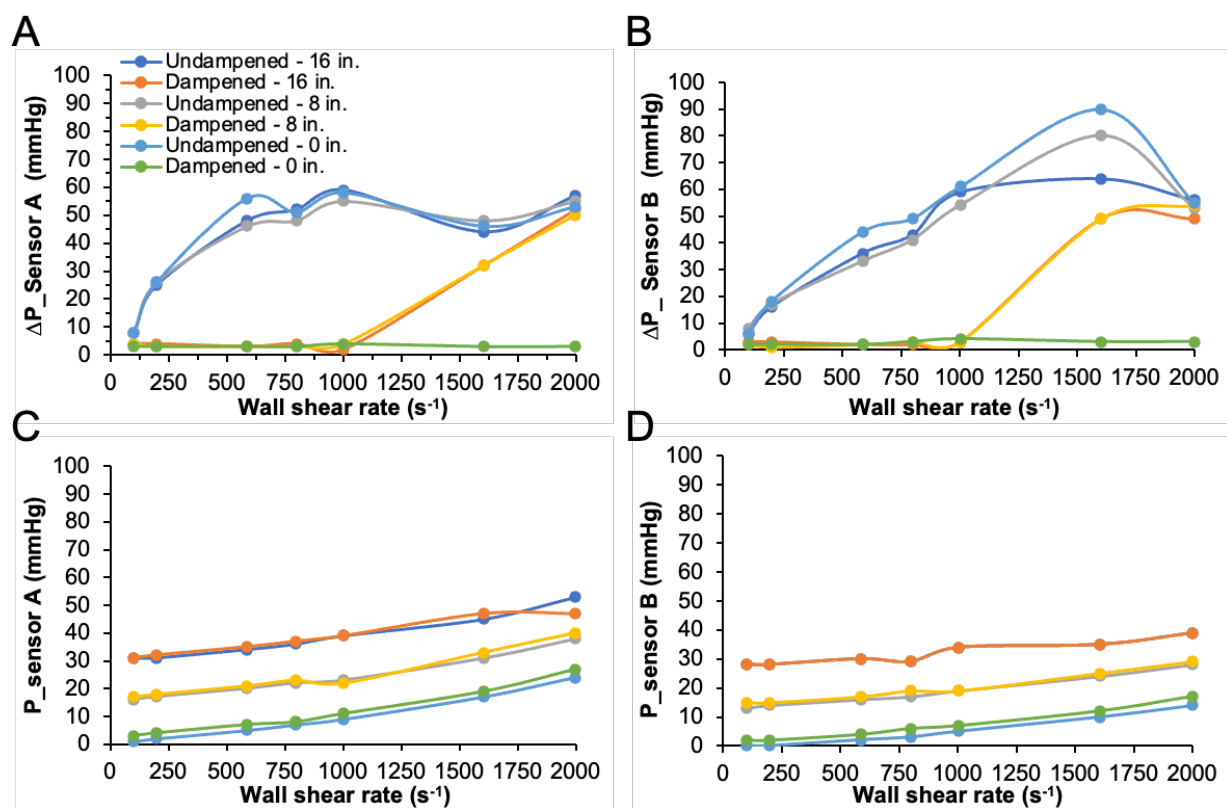 A
Undampened - 16 in.
Dampened - 16 in.
Undampened - 8 in.
Dampened - 8 in.
Undampened - 0 in.
Dampened - 0 in.
ΔP_Sensor A (mmHg)
100
90
80
70
60
50
40
30
20
10
0
0 250 500 750 1000 1250 1500 1750 2000
Wall shear rate (s⁻¹)
B
ΔP_ Sensor B (mmHg)
100
90
80
70
60
50
40
30
20
10
0
0 250 500 750 1000 1250 1500 1750 2000
Wall shear rate (s⁻¹)
C
P_sensor A (mmHg)
100
90
80
70
60
50
40
30
20
10
0
0 250 500 750 1000 1250 1500 1750 2000
Wall shear rate (s⁻¹)
D
P_sensor B (mmHg)
100
90
80
70
60
50
40
30
20
10
0
0 250 500 750 1000 1250 1500 1750 2000
Wall shear rate (s⁻¹)